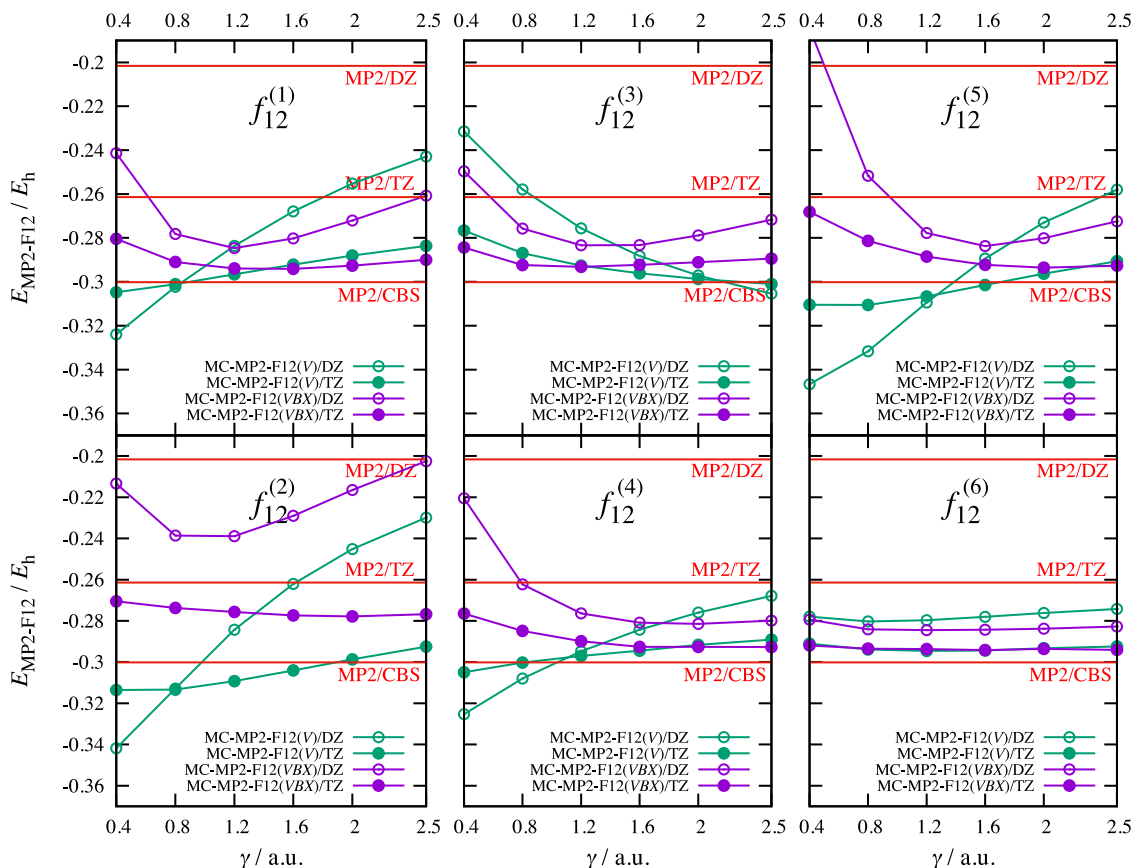 0.4 0.8 1.2 1.6 2 2.5 0.4 0.8 1.2 1.6 2 2.5 0.4 0.8 1.2 1.6 2 2.5
E_MP2-F12 / E_h
-0.2
-0.22
-0.24
-0.26
-0.28
-0.3
-0.32
-0.34
-0.36
MP2/DZ
f_12^(1)
MP2/TZ
MP2/CBS
MC-MP2-F12(V)/DZ
MC-MP2-F12(V)/TZ
MC-MP2-F12(VBX)/DZ
MC-MP2-F12(VBX)/TZ
MP2/DZ
f_12^(3)
MP2/TZ
MP2/CBS
MC-MP2-F12(V)/DZ
MC-MP2-F12(V)/TZ
MC-MP2-F12(VBX)/DZ
MC-MP2-F12(VBX)/TZ
MP2/DZ
f_12^(5)
MP2/TZ
MP2/CBS
MC-MP2-F12(V)/DZ
MC-MP2-F12(V)/TZ
MC-MP2-F12(VBX)/DZ
MC-MP2-F12(VBX)/TZ
E_MP2-F12 / E_h
-0.2
-0.22
-0.24
-0.26
-0.28
-0.3
-0.32
-0.34
-0.36
MP2/DZ
f_12^(2)
MP2/TZ
MP2/CBS
MC-MP2-F12(V)/DZ
MC-MP2-F12(V)/TZ
MC-MP2-F12(VBX)/DZ
MC-MP2-F12(VBX)/TZ
MP2/DZ
f_12^(4)
MP2/TZ
MP2/CBS
MC-MP2-F12(V)/DZ
MC-MP2-F12(V)/TZ
MC-MP2-F12(VBX)/DZ
MC-MP2-F12(VBX)/TZ
MP2/DZ
f_12^(6)
MP2/TZ
MP2/CBS
MC-MP2-F12(V)/DZ
MC-MP2-F12(V)/TZ
MC-MP2-F12(VBX)/DZ
MC-MP2-F12(VBX)/TZ
0.4 0.8 1.2 1.6 2 2.5 0.4 0.8 1.2 1.6 2 2.5 0.4 0.8 1.2 1.6 2 2.5
γ / a.u. γ / a.u. γ / a.u.